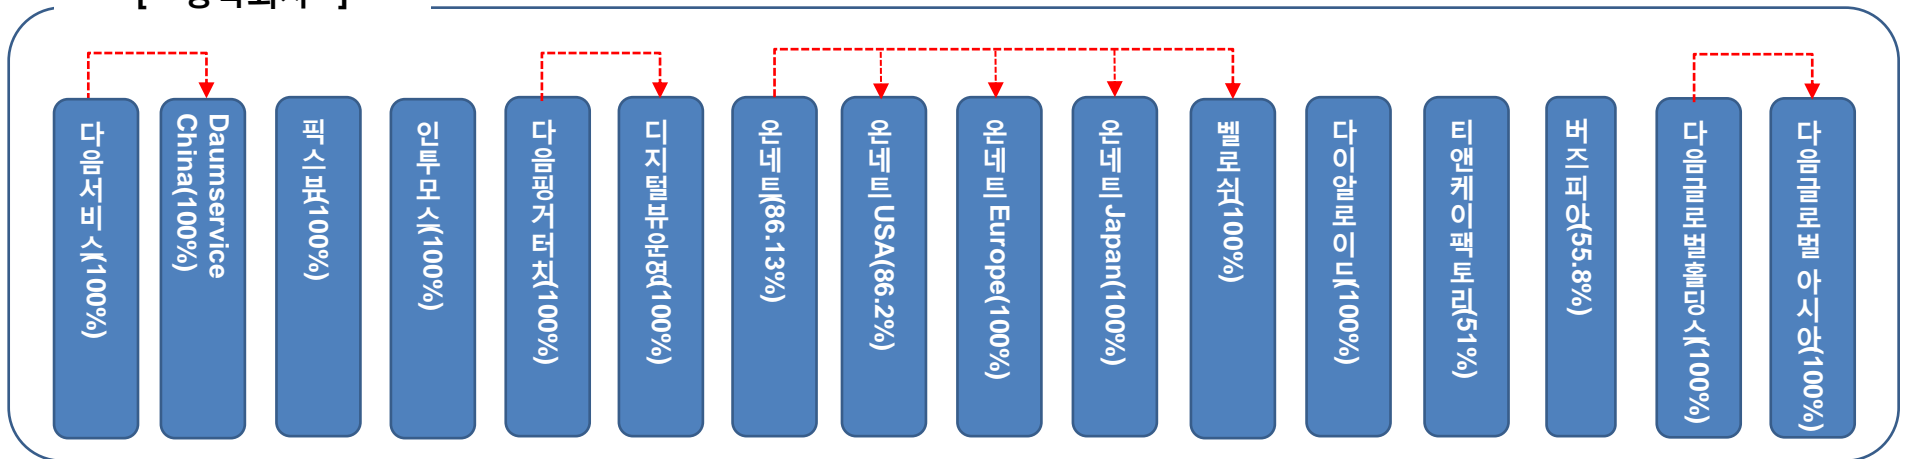 다음서비스(100%)
Daumservice
China(100%)
픽스뷰(100%)
인투모스(100%)
다음핑거터치(100%)
디지털뷰운영(100%)
온네트(86.13%)
온네트 USA(86.2%)
온네트 Europe(100%)
온네트 Japan(100%)
벨로쉬(100%)
다이알로이드(100%)
티앤케이팩토리(51%)
버즈피아(55.8%)
다음글로벌홀딩스(100%)
다음글로벌 아시아(100%)